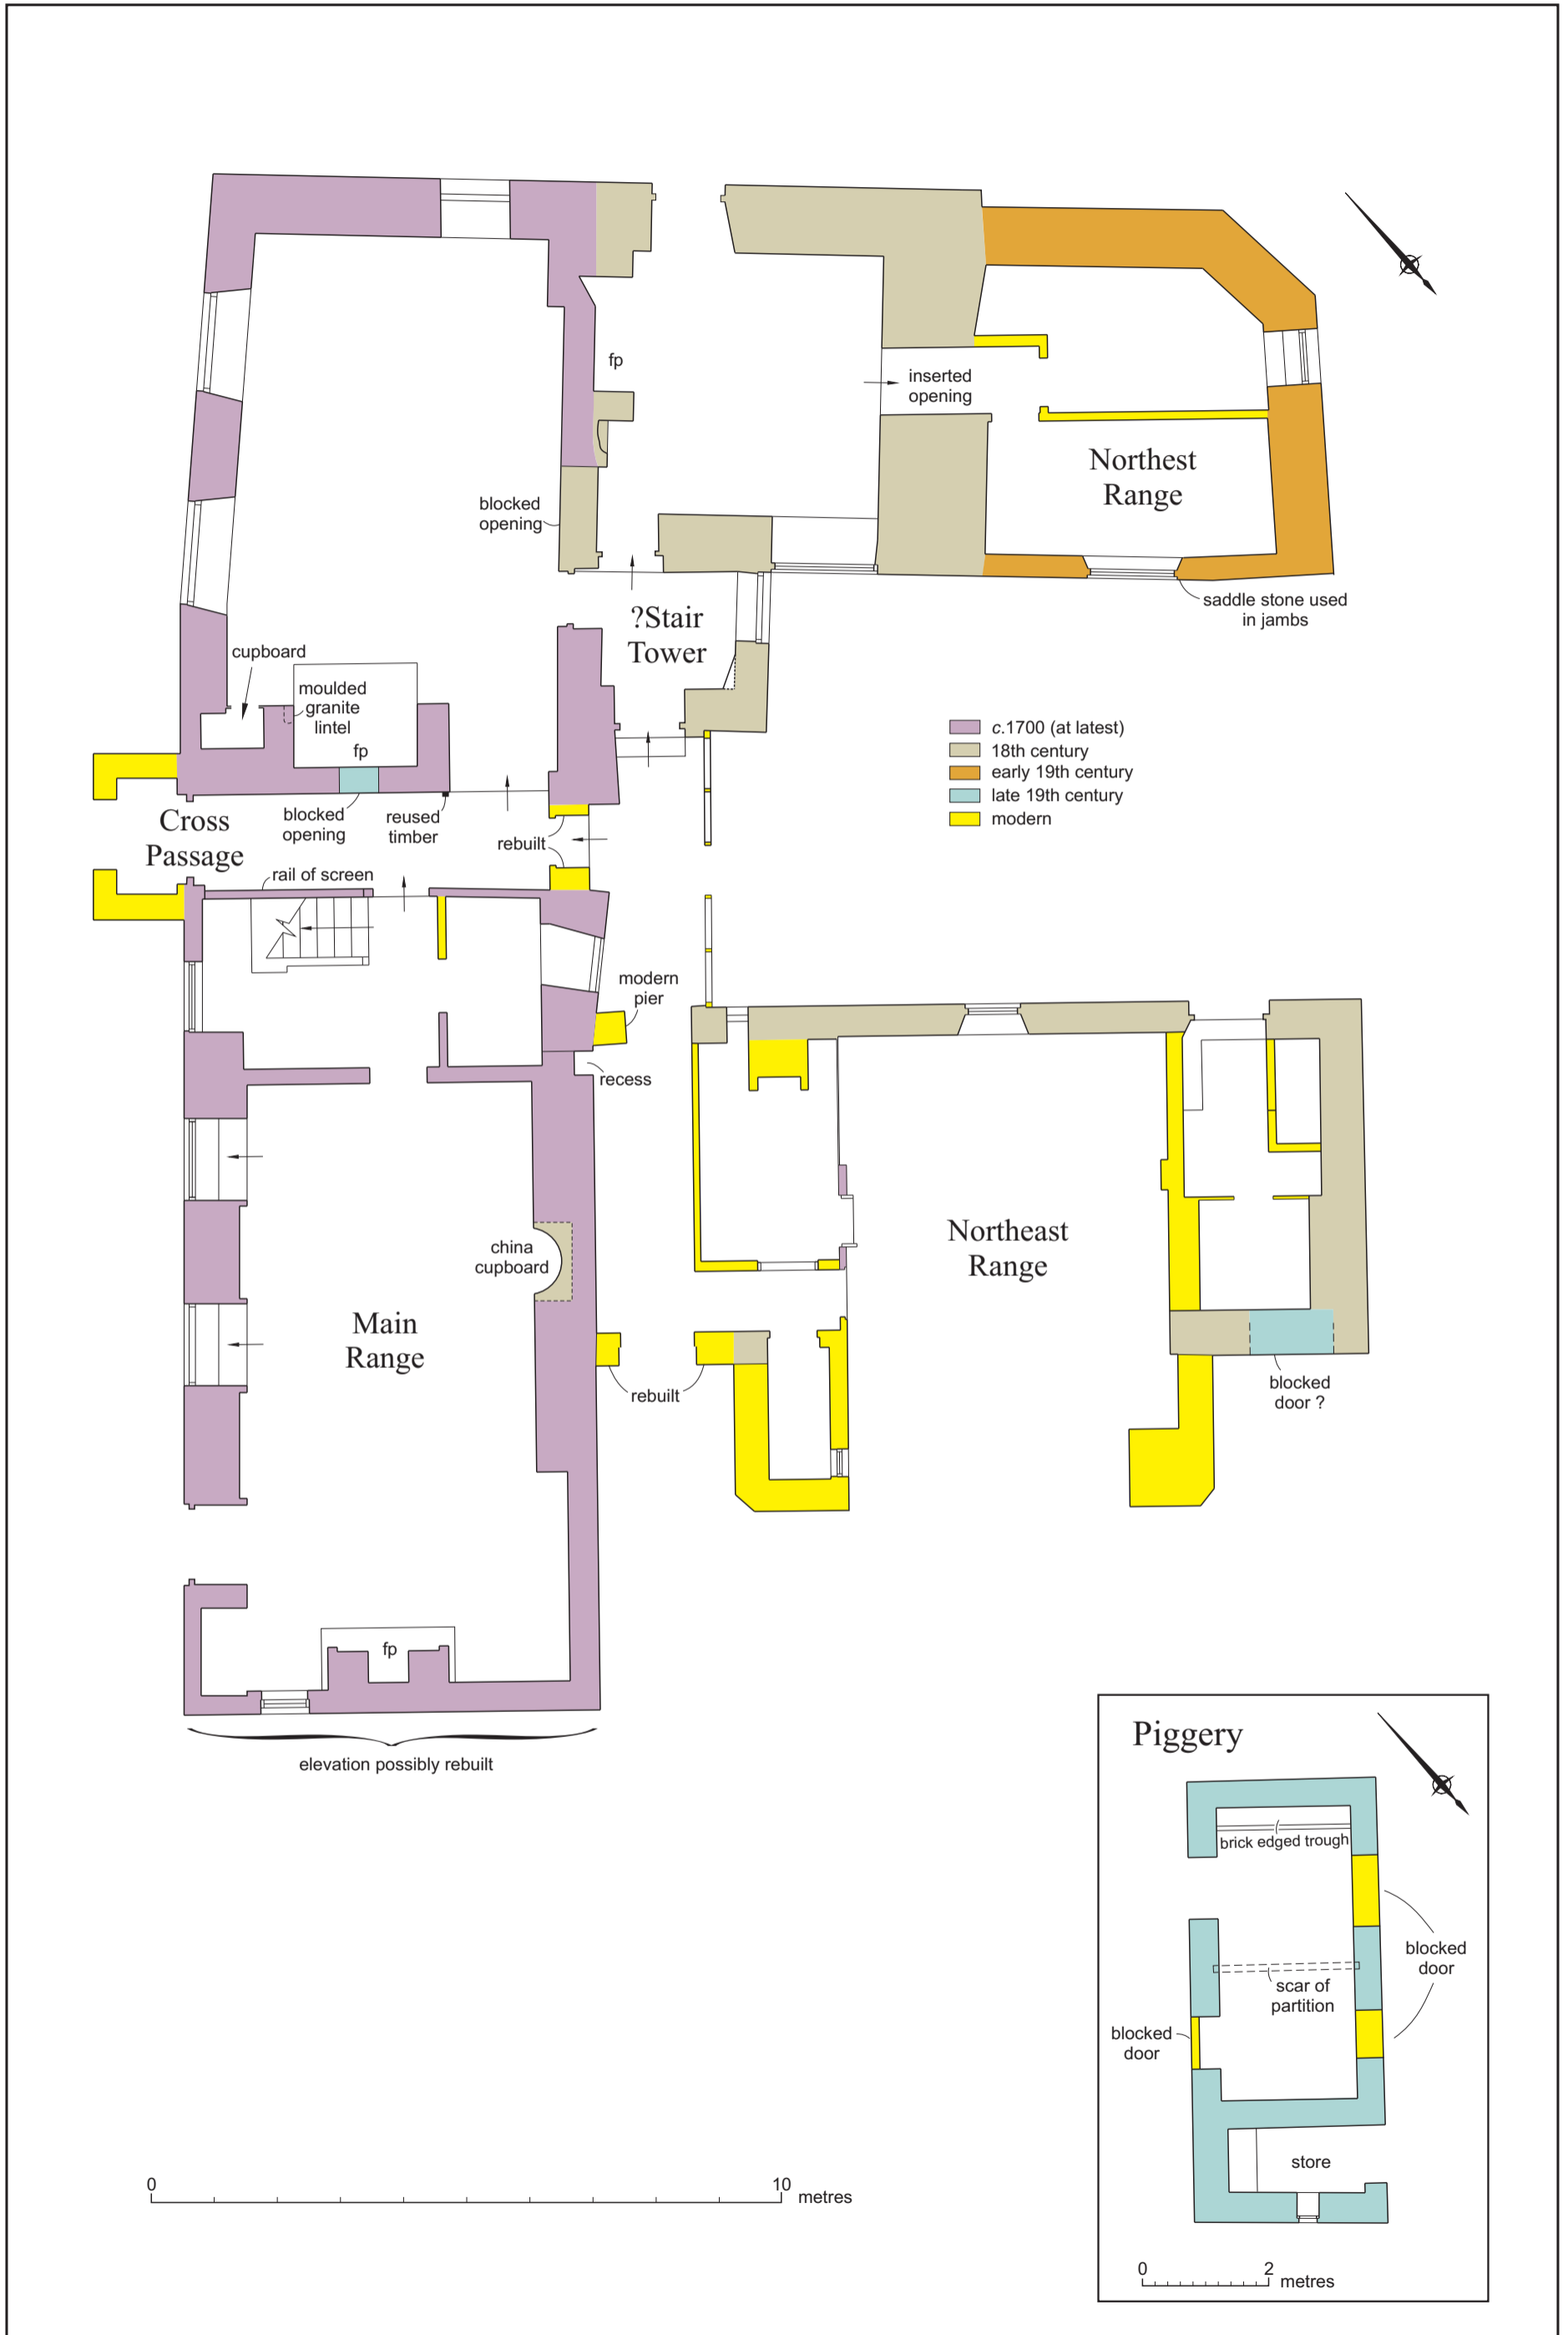 fp
inserted
opening
Northest
Range
blocked
opening
?Stair
Tower
saddle stone used
in jambs
cupboard
moulded
granite
lintel
fp
c.1700 (at latest)
18th century
early 19th century
late 19th century
modern
Cross
Passage
blocked
opening
reused
timber
rebuilt
rail of screen
modern
pier
recess
china
cupboard
Northeast
Range
Main
Range
rebuilt
blocked
door ?
fp
elevation possibly rebuilt
Piggery
brick edged trough
blocked
door
scar of
partition
blocked
door
store
0 2
metres
0 10
metres